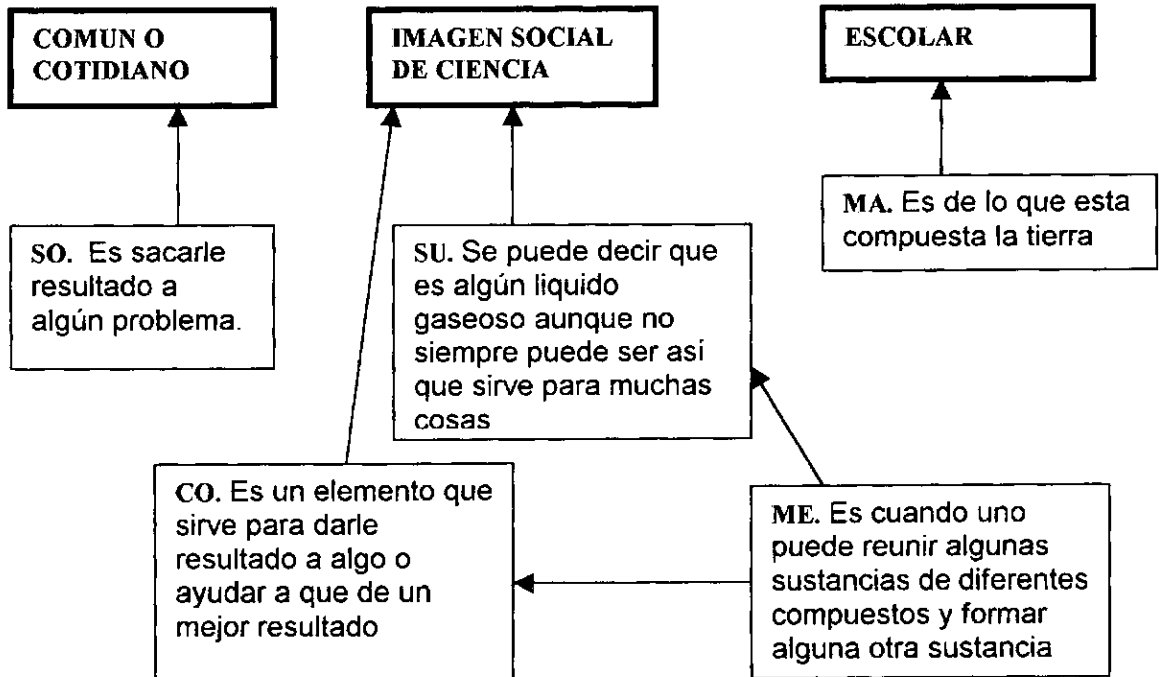 COMUN O
COTIDIANO
IMAGEN SOCIAL
DE CIENCIA
ESCOLAR
MA. Es de lo que esta
compuesta la tierra
SO. Es sacarle
resultado a
algún problema.
SU. Se puede decir que
es algún liquido
gaseoso aunque no
siempre puede ser así
que sirve para muchas
cosas
CO. Es un elemento que
sirve para darle
resultado a algo o
ayudar a que de un
mejor resultado
ME. Es cuando uno
puede reunir algunas
sustancias de diferentes
compuestos y formar
alguna otra sustancia